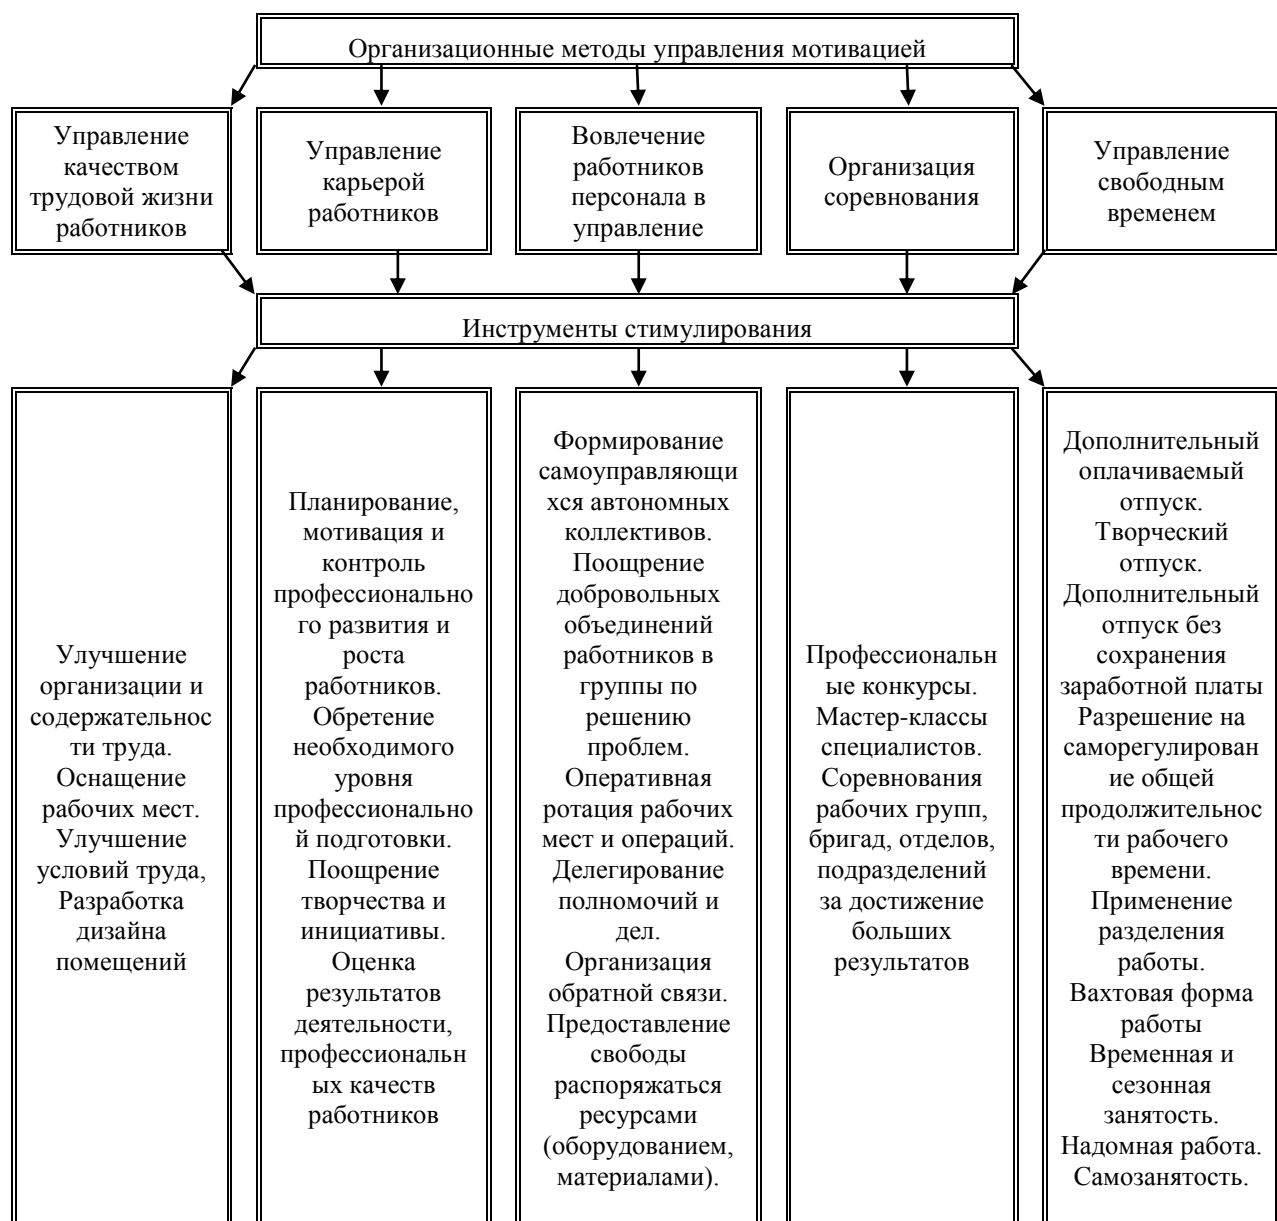 Организационные методы управления мотивацией
Управление
качеством
трудовой жизни
работников
Управление
карьерой
работников
Вовлечение
работников
персонала в
управление
Организация
соревнования
Управление
свободным
временем
Инструменты стимулирования
Улучшение
организации и
содержательнос
ти труда.
Оснащение
рабочих мест.
Улучшение
условий труда,
Разработка
дизайна
помещений
Планирование,
мотивация и
контроль
профессионально
го развития и
роста
работников.
Обретение
необходимого
уровня
профессионально
й подготовки.
Поощрение
творчества и
инициативы.
Оценка
результатов
деятельности,
профессиональн
ых качеств
работников
Формирование
самоуправляющи
хся автономных
коллективов.
Поощрение
добровольных
объединений
работников в
группы по
решению
проблем.
Оперативная
ротация рабочих
мест и операций.
Делегирование
полномочий и
дел.
Организация
обратной связи.
Предоставление
свободы
распоряжаться
ресурсами
(оборудованием,
материалами).
Профессиональн
ые конкурсы.
Мастер-классы
специалистов.
Соревнования
рабочих групп,
бригад, отделов,
подразделений
за достижение
больших
результатов
Дополнительный
оплачиваемый
отпуск.
Творческий
отпуск.
Дополнительный
отпуск без
сохранения
заработной платы
Разрешение на
саморегулирован
ие общей
продолжительнос
ти рабочего
времени.
Применение
разделения
работы.
Вахтовая форма
работы
Временная и
сезонная
занятость.
Надомная работа.
Самозанятость.